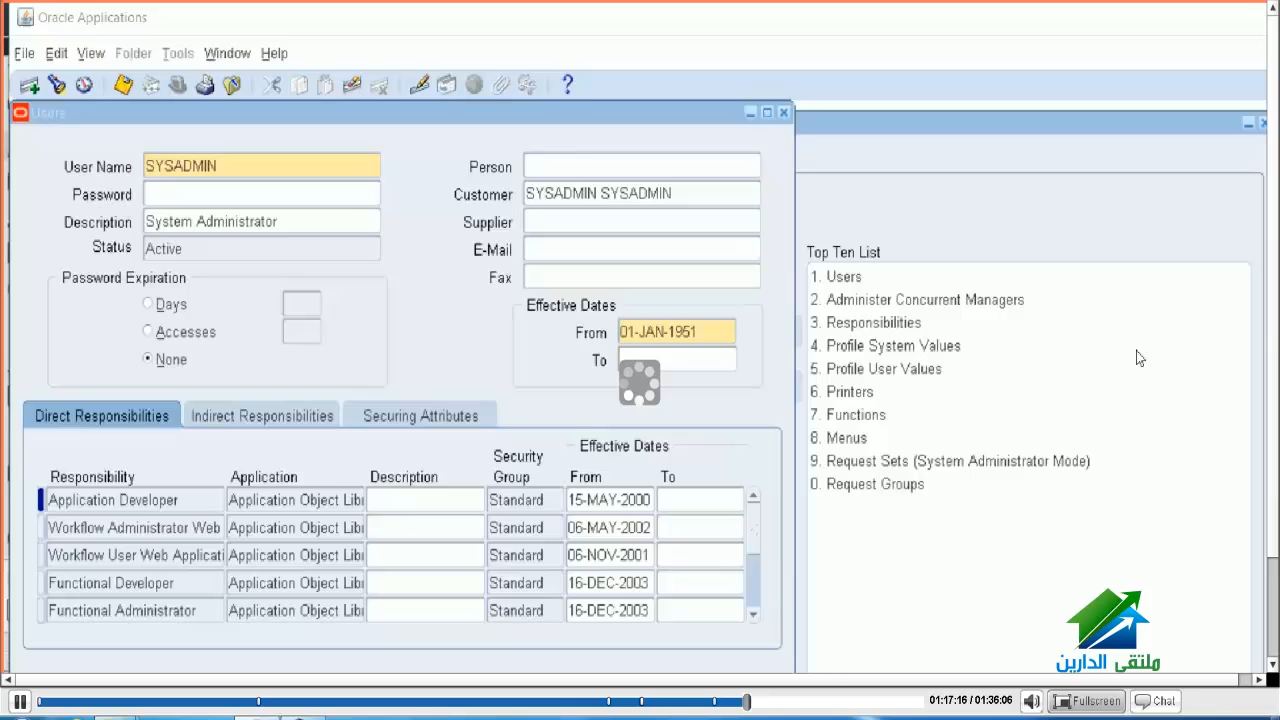 Oracle Applications
File Edit View Folder Tools Window Help
Users
User Name SYSADMIN
Password
Description System Administrator
Status Active
Password Expiration
Days
Accesses
None
Person
Customer SYSADMIN SYSADMIN
Supplier
E-Mail
Fax
Effective Dates
From 01-JAN-1951
To
Direct Responsibilities Indirect Responsibilities Securing Attributes
Effective Dates
Responsibility Application Description Security Group From To
Application Developer Application Object Libr Standard 15-MAY-2000
Workflow Administrator Web Application Object Libr Standard 06-MAY-2002
Workflow User Web Applicati Application Object Libr Standard 06-NOV-2001
Functional Developer Application Object Libr Standard 16-DEC-2003
Functional Administrator Application Object Libr Standard 16-DEC-2003
Top Ten List
1. Users
2. Administer Concurrent Managers
3. Responsibilities
4. Profile System Values
5. Profile User Values
6. Printers
7. Functions
8. Menus
9. Request Sets (System Administrator Mode)
0. Request Groups
ملتقى الدارين
01:17:16 / 01:36:06 Fullscreen Chat